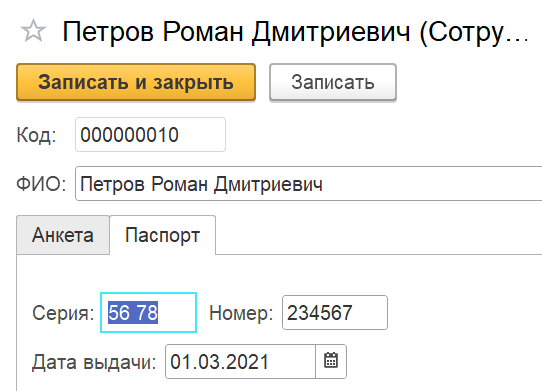 Петров Роман Дмитриевич (Сотру...
Записать и закрыть Записать
Код: 000000010
ФИО: Петров Роман Дмитриевич
Анкета Паспорт
Серия: 56 78 Номер: 234567
Дата выдачи: 01.03.2021